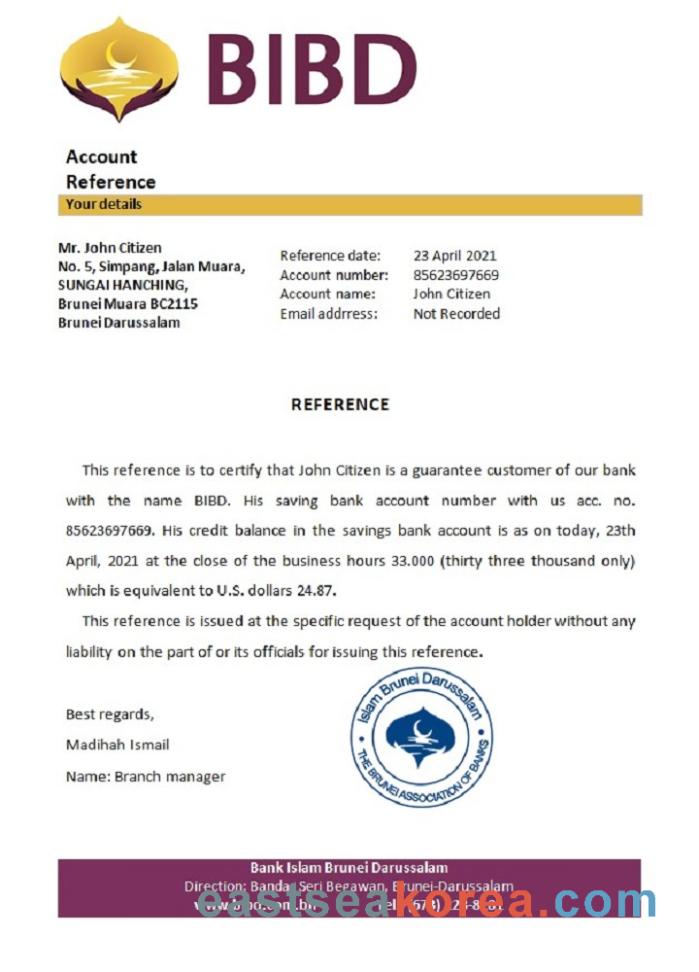 BIBD
Account
Reference
Your details
Mr. John Citizen
No. 5, Simpang, Jalan Muara,
SUNGAI HANCHING,
Brunei Muara BC2115
Brunei Darussalam
Reference date: 23 April 2021
Account number: 85623697669
Account name: John Citizen
Email addrress: Not Recorded
REFERENCE
This reference is to certify that John Citizen is a guarantee customer of our bank
with the name BIBD. His saving bank account number with us acc. no.
85623697669. His credit balance in the savings bank account is as on today, 23th
April, 2021 at the close of the business hours 33.000 (thirty three thousand only)
which is equivalent to U.S. dollars 24.87.
This reference is issued at the specific request of the account holder without any
liability on the part of or its officials for issuing this reference.
Best regards,
Madihah Ismail
Name: Branch manager
Islam Brunei Darussalam
THE BRUNEI ASSOCIATION OF BANKS
Bank Islam Brunei Darussalam
Direction: Bandar Seri Begawan, Brunei-Darussalam
eastseakorea.com